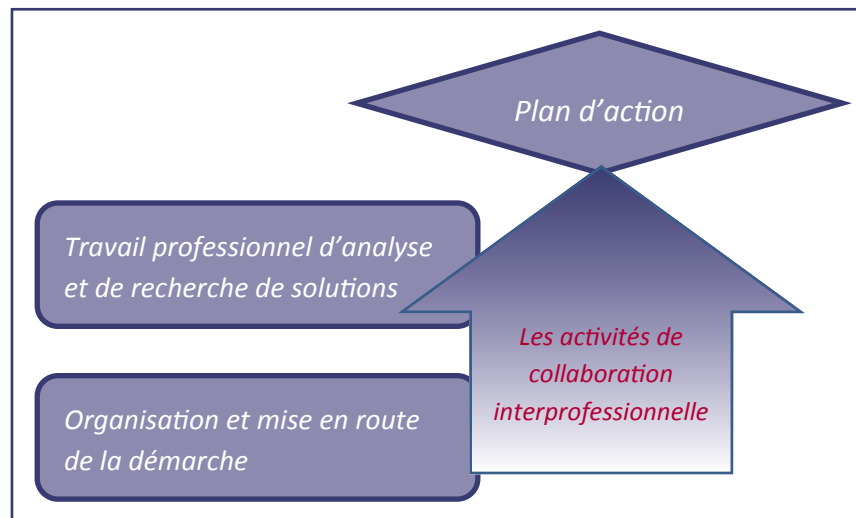 Plan d’action
Travail professionnel d’analyse
et de recherche de solutions
Les activités de
collaboration
interprofessionnelle
Organisation et mise en route
de la démarche